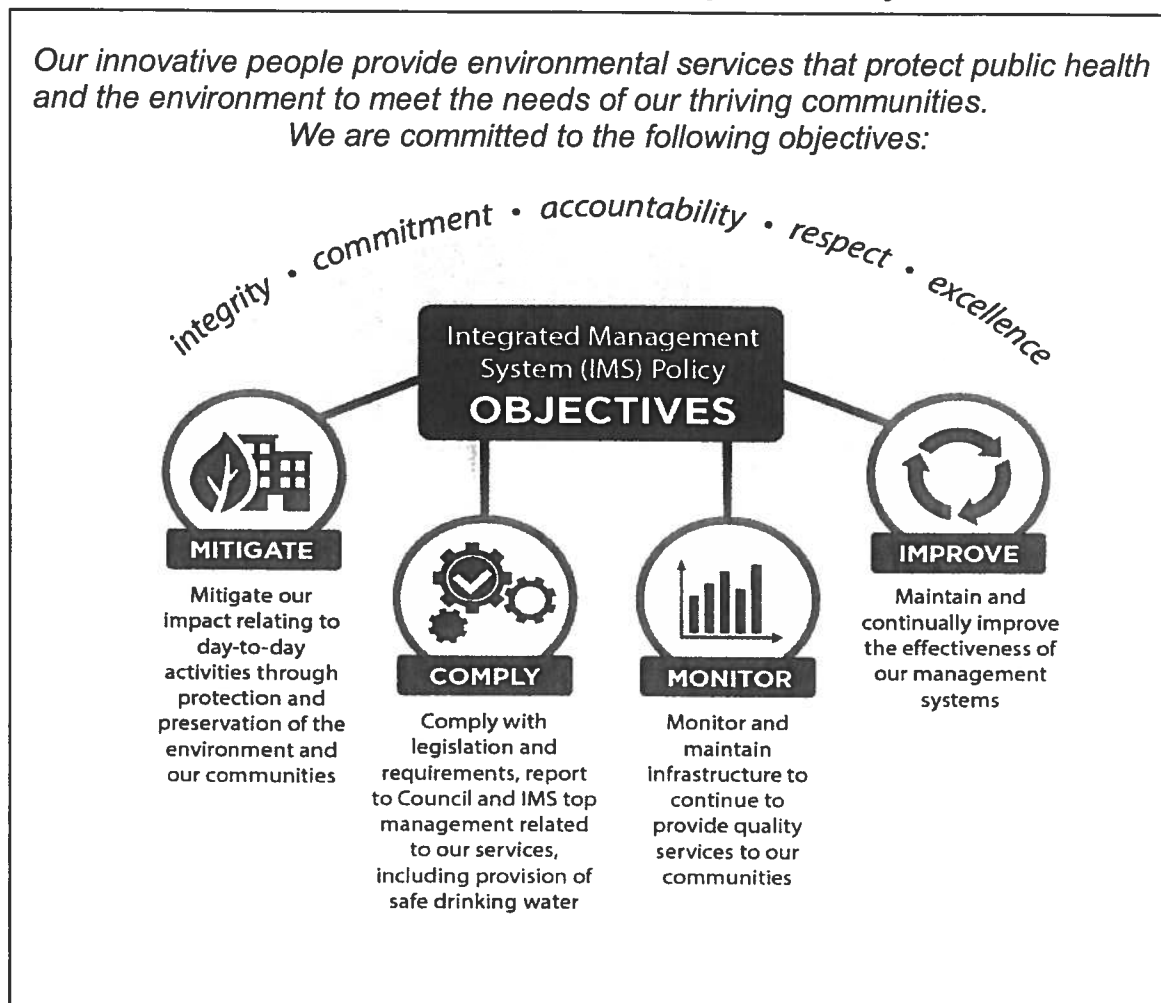 Our innovative people provide environmental services that protect public health
and the environment to meet the needs of our thriving communities.
We are committed to the following objectives:
integrity • commitment • accountability • respect • excellence
Integrated Management
System (IMS) Policy
OBJECTIVES
MITIGATE
Mitigate our
impact relating to
day-to-day
activities through
protection and
preservation of the
environment and
our communities
COMPLY
Comply with
legislation and
requirements, report
to Council and IMS top
management related
to our services,
including provision of
safe drinking water
MONITOR
Monitor and
maintain
infrastructure to
continue to
provide quality
services to our
communities
IMPROVE
Maintain and
continually improve
the effectiveness of
our management
systems